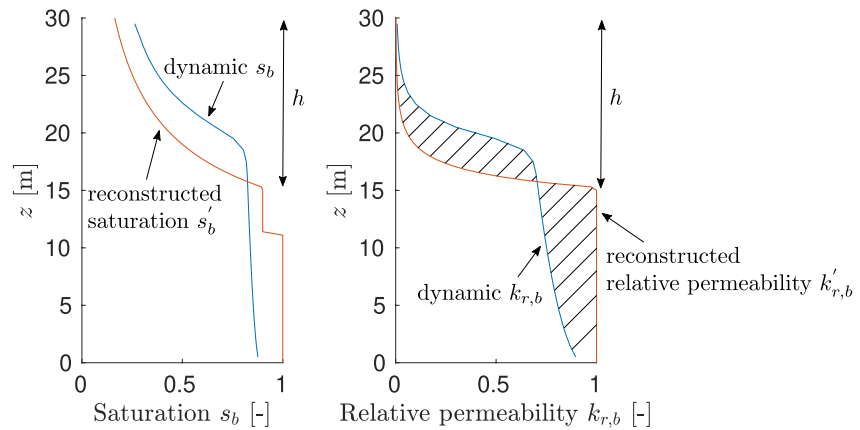 30
25
20
15
10
5
0
z [m]
0
0.5
1
Saturation s_b [-]
dynamic s_b
h
reconstructed
saturation s_b'
30
25
20
15
10
5
0
z [m]
0
0.5
1
Relative permeability k_{r,b} [-]
h
dynamic k_{r,b}
reconstructed
relative permeability k_{r,b}'